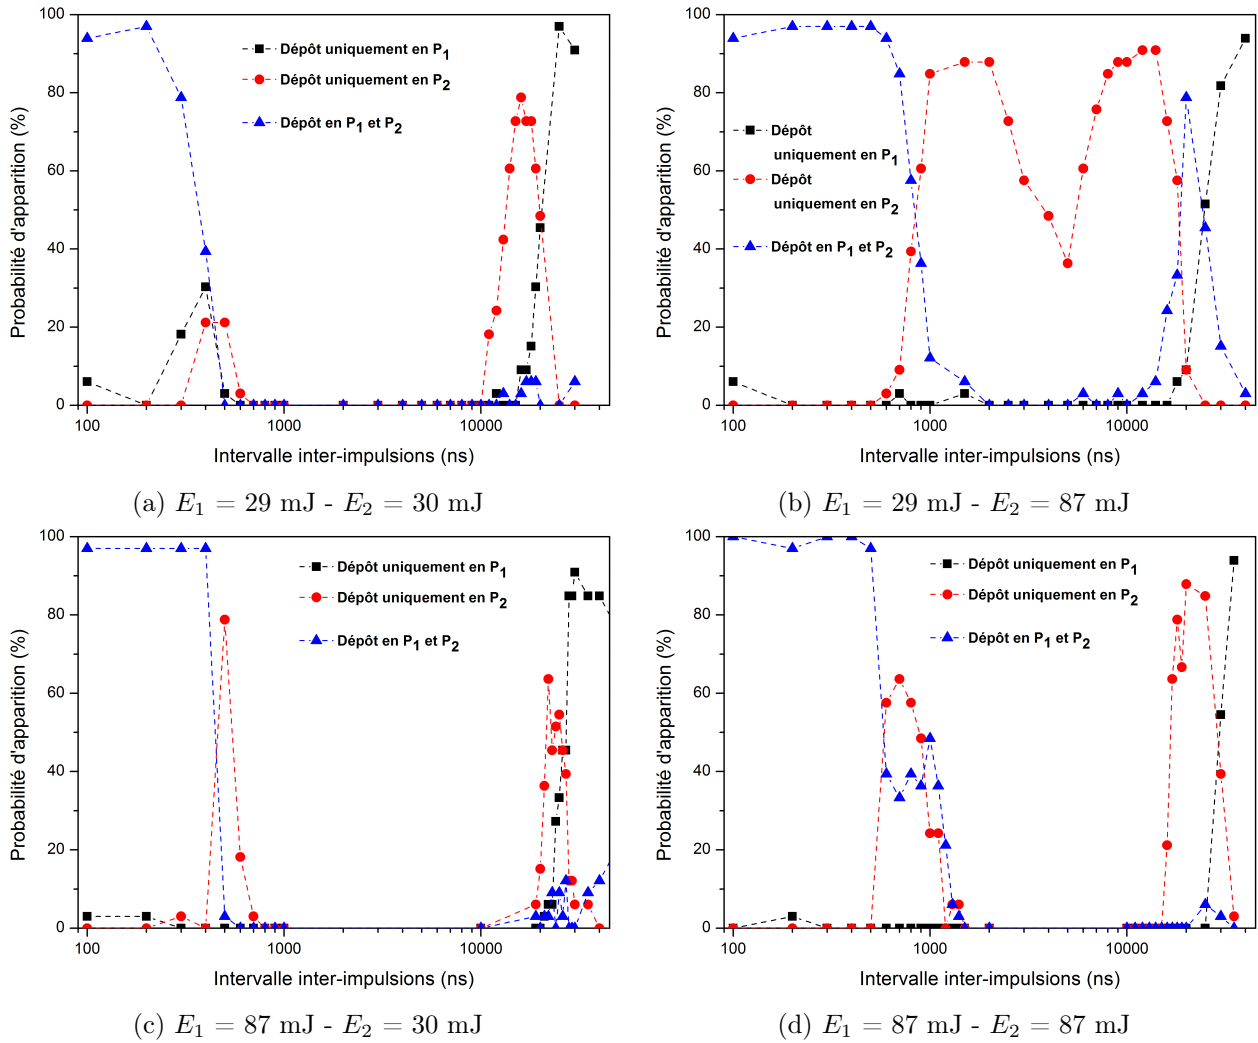 100
80
60
40
20
0
Probabilité d'apparition (%)
Dépôt uniquement en P1
Dépôt uniquement en P2
Dépôt en P1 et P2
100
1000
10000
Intervalle inter-impulsions (ns)
(a) E1 = 29 mJ - E2 = 30 mJ
100
80
60
40
20
0
Probabilité d'apparition (%)
Dépôt
uniquement en P1
Dépôt
uniquement en P2
Dépôt en P1 et P2
100
1000
10000
Intervalle inter-impulsions (ns)
(b) E1 = 29 mJ - E2 = 87 mJ
100
80
60
40
20
0
Probabilité d'apparition (%)
Dépôt uniquement en P1
Dépôt uniquement en P2
Dépôt en P1 et P2
100
1000
10000
Intervalle inter-impulsions (ns)
(c) E1 = 87 mJ - E2 = 30 mJ
100
80
60
40
20
0
Probabilité d'apparition (%)
Dépôt uniquement en P1
Dépôt uniquement en P2
Dépôt en P1 et P2
100
1000
10000
Intervalle inter-impulsions (ns)
(d) E1 = 87 mJ - E2 = 87 mJ